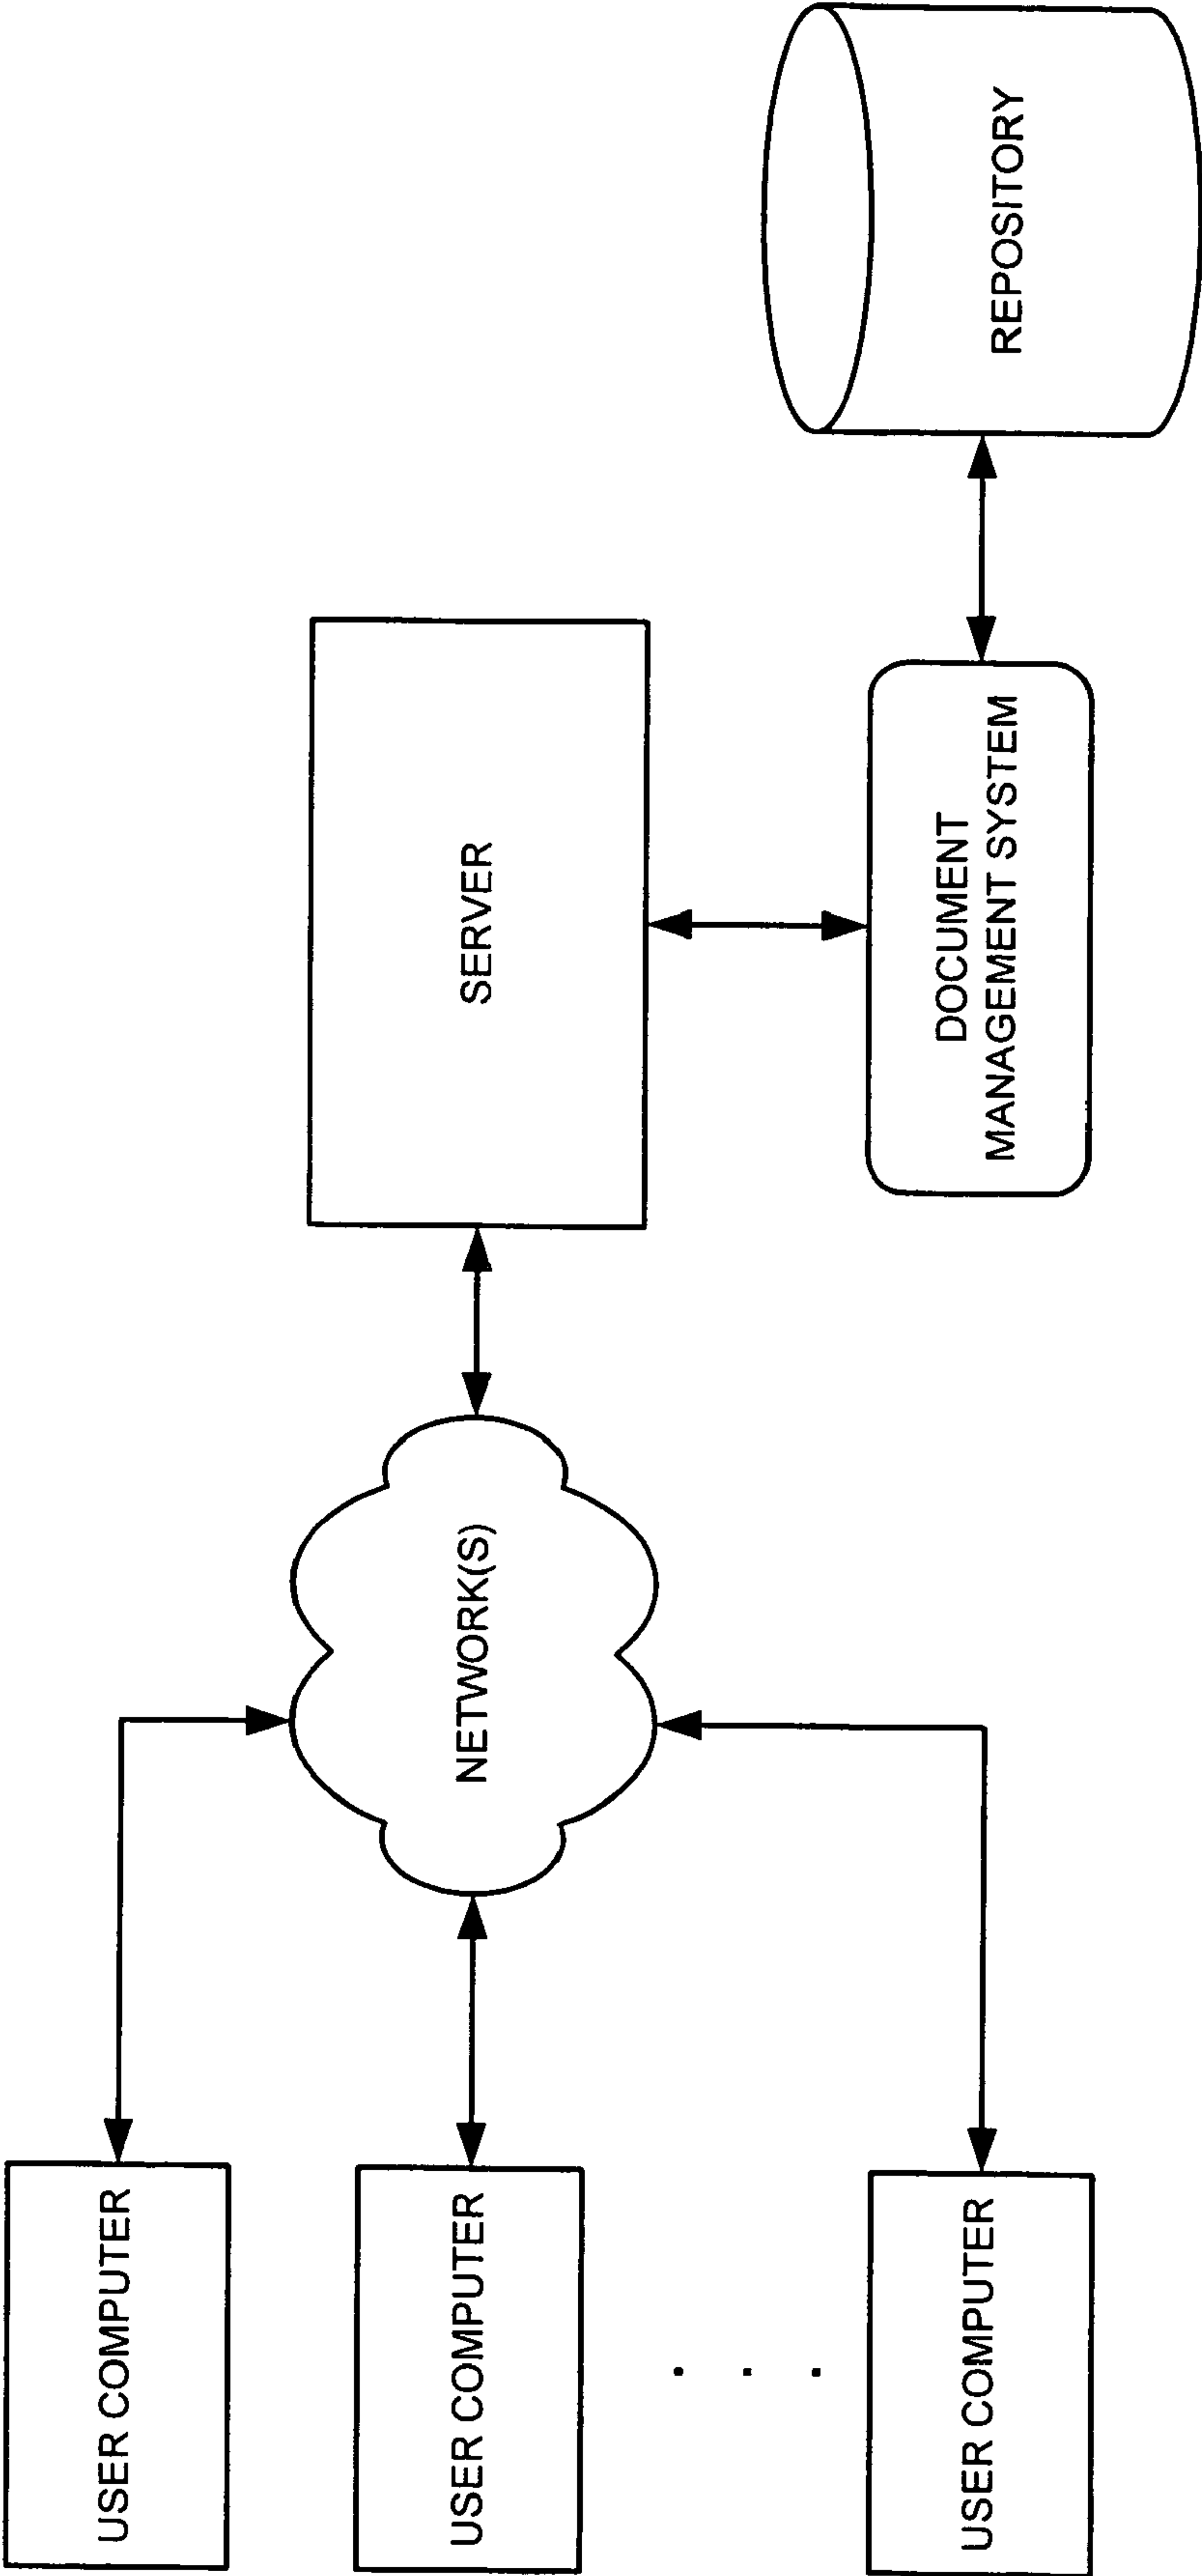 USER COMPUTER
USER COMPUTER
. . .
USER COMPUTER
NETWORK(S)
SERVER
DOCUMENT
MANAGEMENT SYSTEM
REPOSITORY